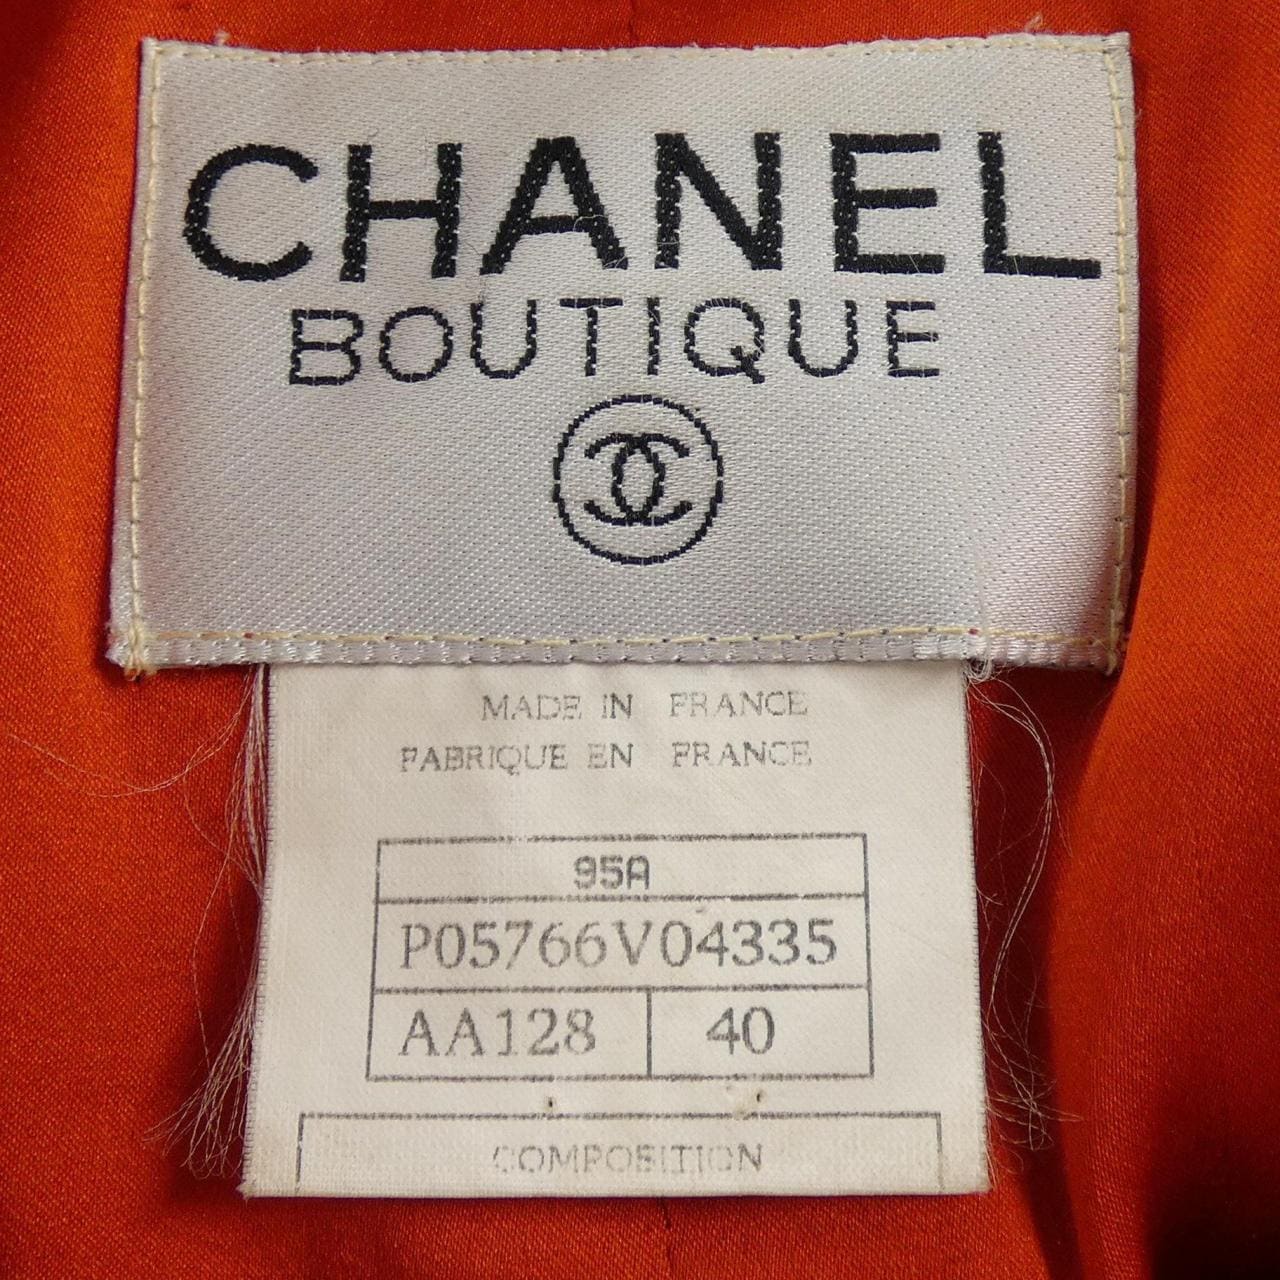 CHANEL
BOUTIQUE
MADE IN FRANCE
FABRIQUE EN FRANCE
95A
P05766V04335
AA128 40
COMPOSITION